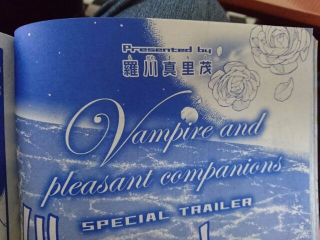 Presented by
羅川真里茂
Vampire and
pleasant companions
SPECIAL TRAILER